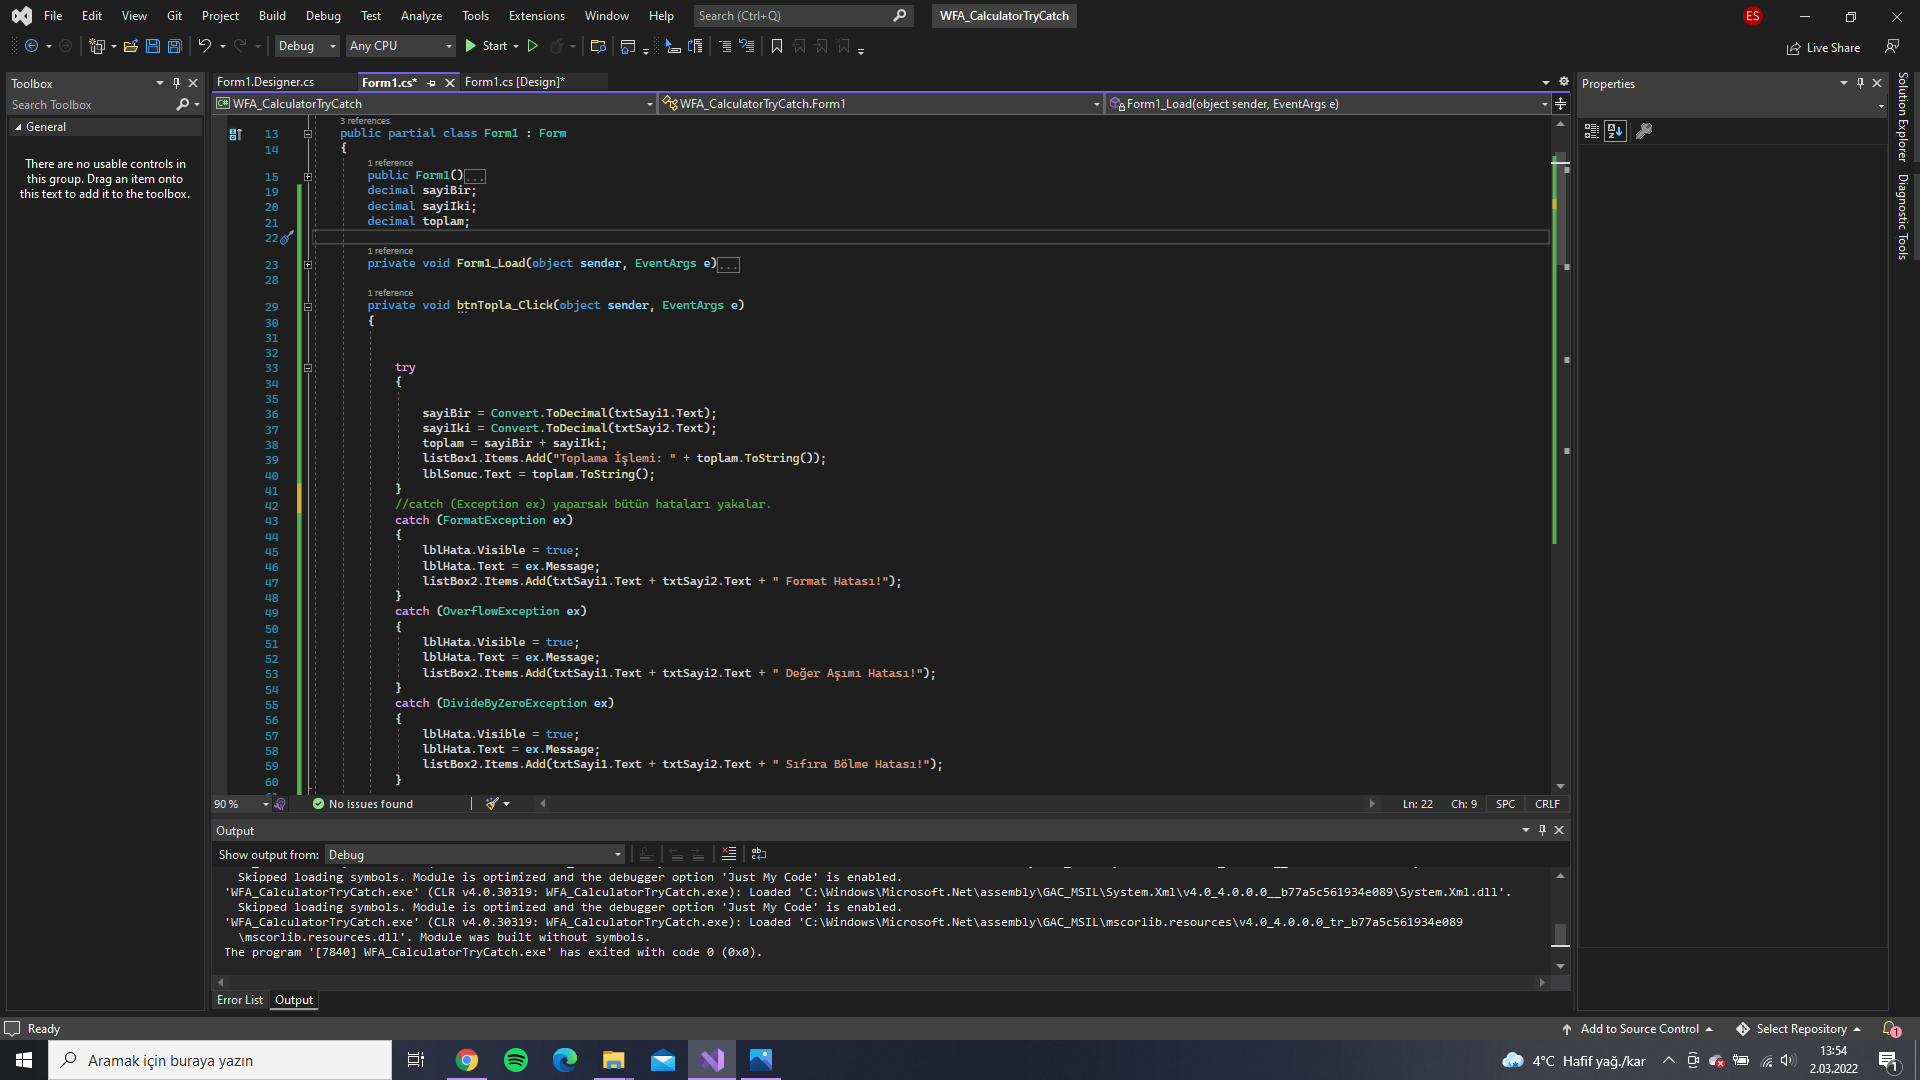 File Edit View Git Project Build Debug Test Analyze Tools Extensions Window Help Search (Ctrl+Q) WFA_CalculatorTryCatch ES
Debug Any CPU Start Live Share
Toolbox
Search Toolbox
General
There are no usable controls in
this group. Drag an item onto
this text to add it to the toolbox.
Form1.Designer.cs Form1.cs* Form1.cs [Design]*
WFA_CalculatorTryCatch WFA_CalculatorTryCatch.Form1 Form1_Load(object sender, EventArgs e)
3 references
13 public partial class Form1 : Form
14 {
1 reference
15 public Form1()...
19 decimal sayiBir;
20 decimal sayiIki;
21 decimal toplam;
22
1 reference
23 private void Form1_Load(object sender, EventArgs e)...
28
1 reference
29 private void btnTopla_Click(object sender, EventArgs e)
30 {
31
32
33 try
34 {
35
36 sayiBir = Convert.ToDecimal(txtSayi1.Text);
37 sayiIki = Convert.ToDecimal(txtSayi2.Text);
38 toplam = sayiBir + sayiIki;
39 listBox1.Items.Add("Toplama İşlemi: " + toplam.ToString());
40 lblSonuc.Text = toplam.ToString();
41 }
42 //catch (Exception ex) yaparsak bütün hataları yakalar.
43 catch (FormatException ex)
44 {
45 lblHata.Visible = true;
46 lblHata.Text = ex.Message;
47 listBox2.Items.Add(txtSayi1.Text + txtSayi2.Text + " Format Hatası!");
48 }
49 catch (OverflowException ex)
50 {
51 lblHata.Visible = true;
52 lblHata.Text = ex.Message;
53 listBox2.Items.Add(txtSayi1.Text + txtSayi2.Text + " Değer Aşımı Hatası!");
54 }
55 catch (DivideByZeroException ex)
56 {
57 lblHata.Visible = true;
58 lblHata.Text = ex.Message;
59 listBox2.Items.Add(txtSayi1.Text + txtSayi2.Text + " Sıfıra Bölme Hatası!");
60 }
90 % No issues found Ln: 22 Ch: 9 SPC CRLF
Output
Show output from: Debug
Skipped loading symbols. Module is optimized and the debugger option 'Just My Code' is enabled.
'WFA_CalculatorTryCatch.exe' (CLR v4.0.30319: WFA_CalculatorTryCatch.exe): Loaded 'C:\Windows\Microsoft.Net\assembly\GAC_MSIL\System.Xml\v4.0_4.0.0.0__b77a5c561934e089\System.Xml.dll'.
Skipped loading symbols. Module is optimized and the debugger option 'Just My Code' is enabled.
'WFA_CalculatorTryCatch.exe' (CLR v4.0.30319: WFA_CalculatorTryCatch.exe): Loaded 'C:\Windows\Microsoft.Net\assembly\GAC_MSIL\mscorlib.resources\v4.0_4.0.0.0_tr_b77a5c561934e089
\mscorlib.resources.dll'. Module was built without symbols.
The program '[7840] WFA_CalculatorTryCatch.exe' has exited with code 0 (0x0).
Error List Output
Properties
Solution Explorer
Diagnostic Tools
Ready Add to Source Control Select Repository 1
Aramak için buraya yazın 4°C Hafif yağ./kar 13:54
2.03.2022 1